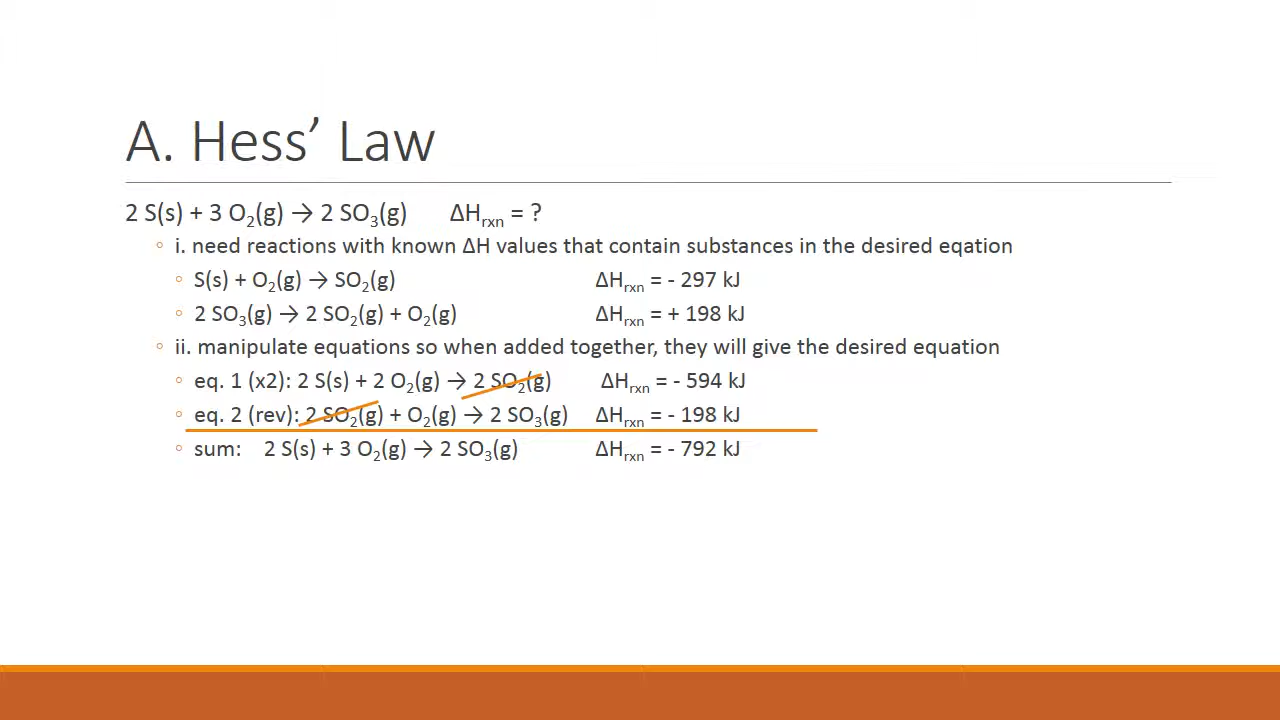 A. Hess’ Law
2 S(s) + 3 O₂(g) → 2 SO₃(g) ΔHᵣₓₙ = ?
◦ i. need reactions with known ΔH values that contain substances in the desired eqation
◦ S(s) + O₂(g) → SO₂(g) ΔHᵣₓₙ = - 297 kJ
◦ 2 SO₃(g) → 2 SO₂(g) + O₂(g) ΔHᵣₓₙ = + 198 kJ
◦ ii. manipulate equations so when added together, they will give the desired equation
◦ eq. 1 (x2): 2 S(s) + 2 O₂(g) → 2 SO₂(g) ΔHᵣₓₙ = - 594 kJ
◦ eq. 2 (rev): 2 SO₂(g) + O₂(g) → 2 SO₃(g) ΔHᵣₓₙ = - 198 kJ
◦ sum: 2 S(s) + 3 O₂(g) → 2 SO₃(g) ΔHᵣₓₙ = - 792 kJ